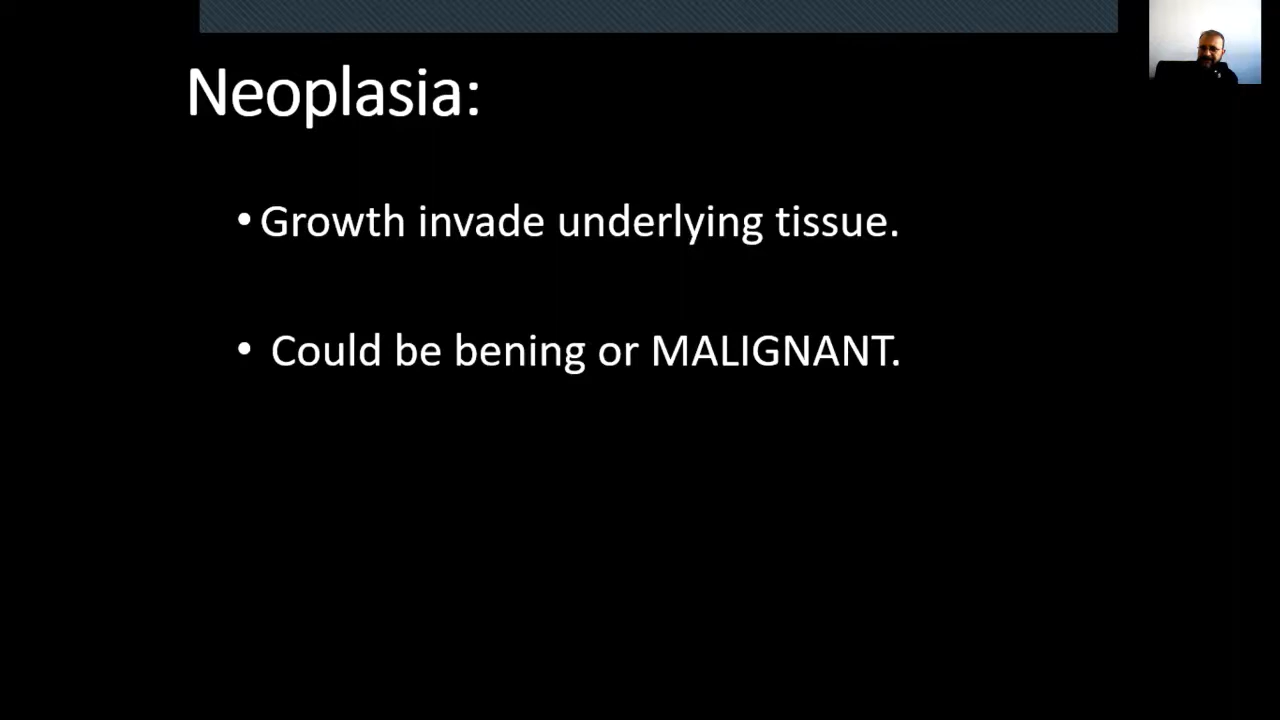 Neoplasia:
•Growth invade underlying tissue.
• Could be bening or MALIGNANT.